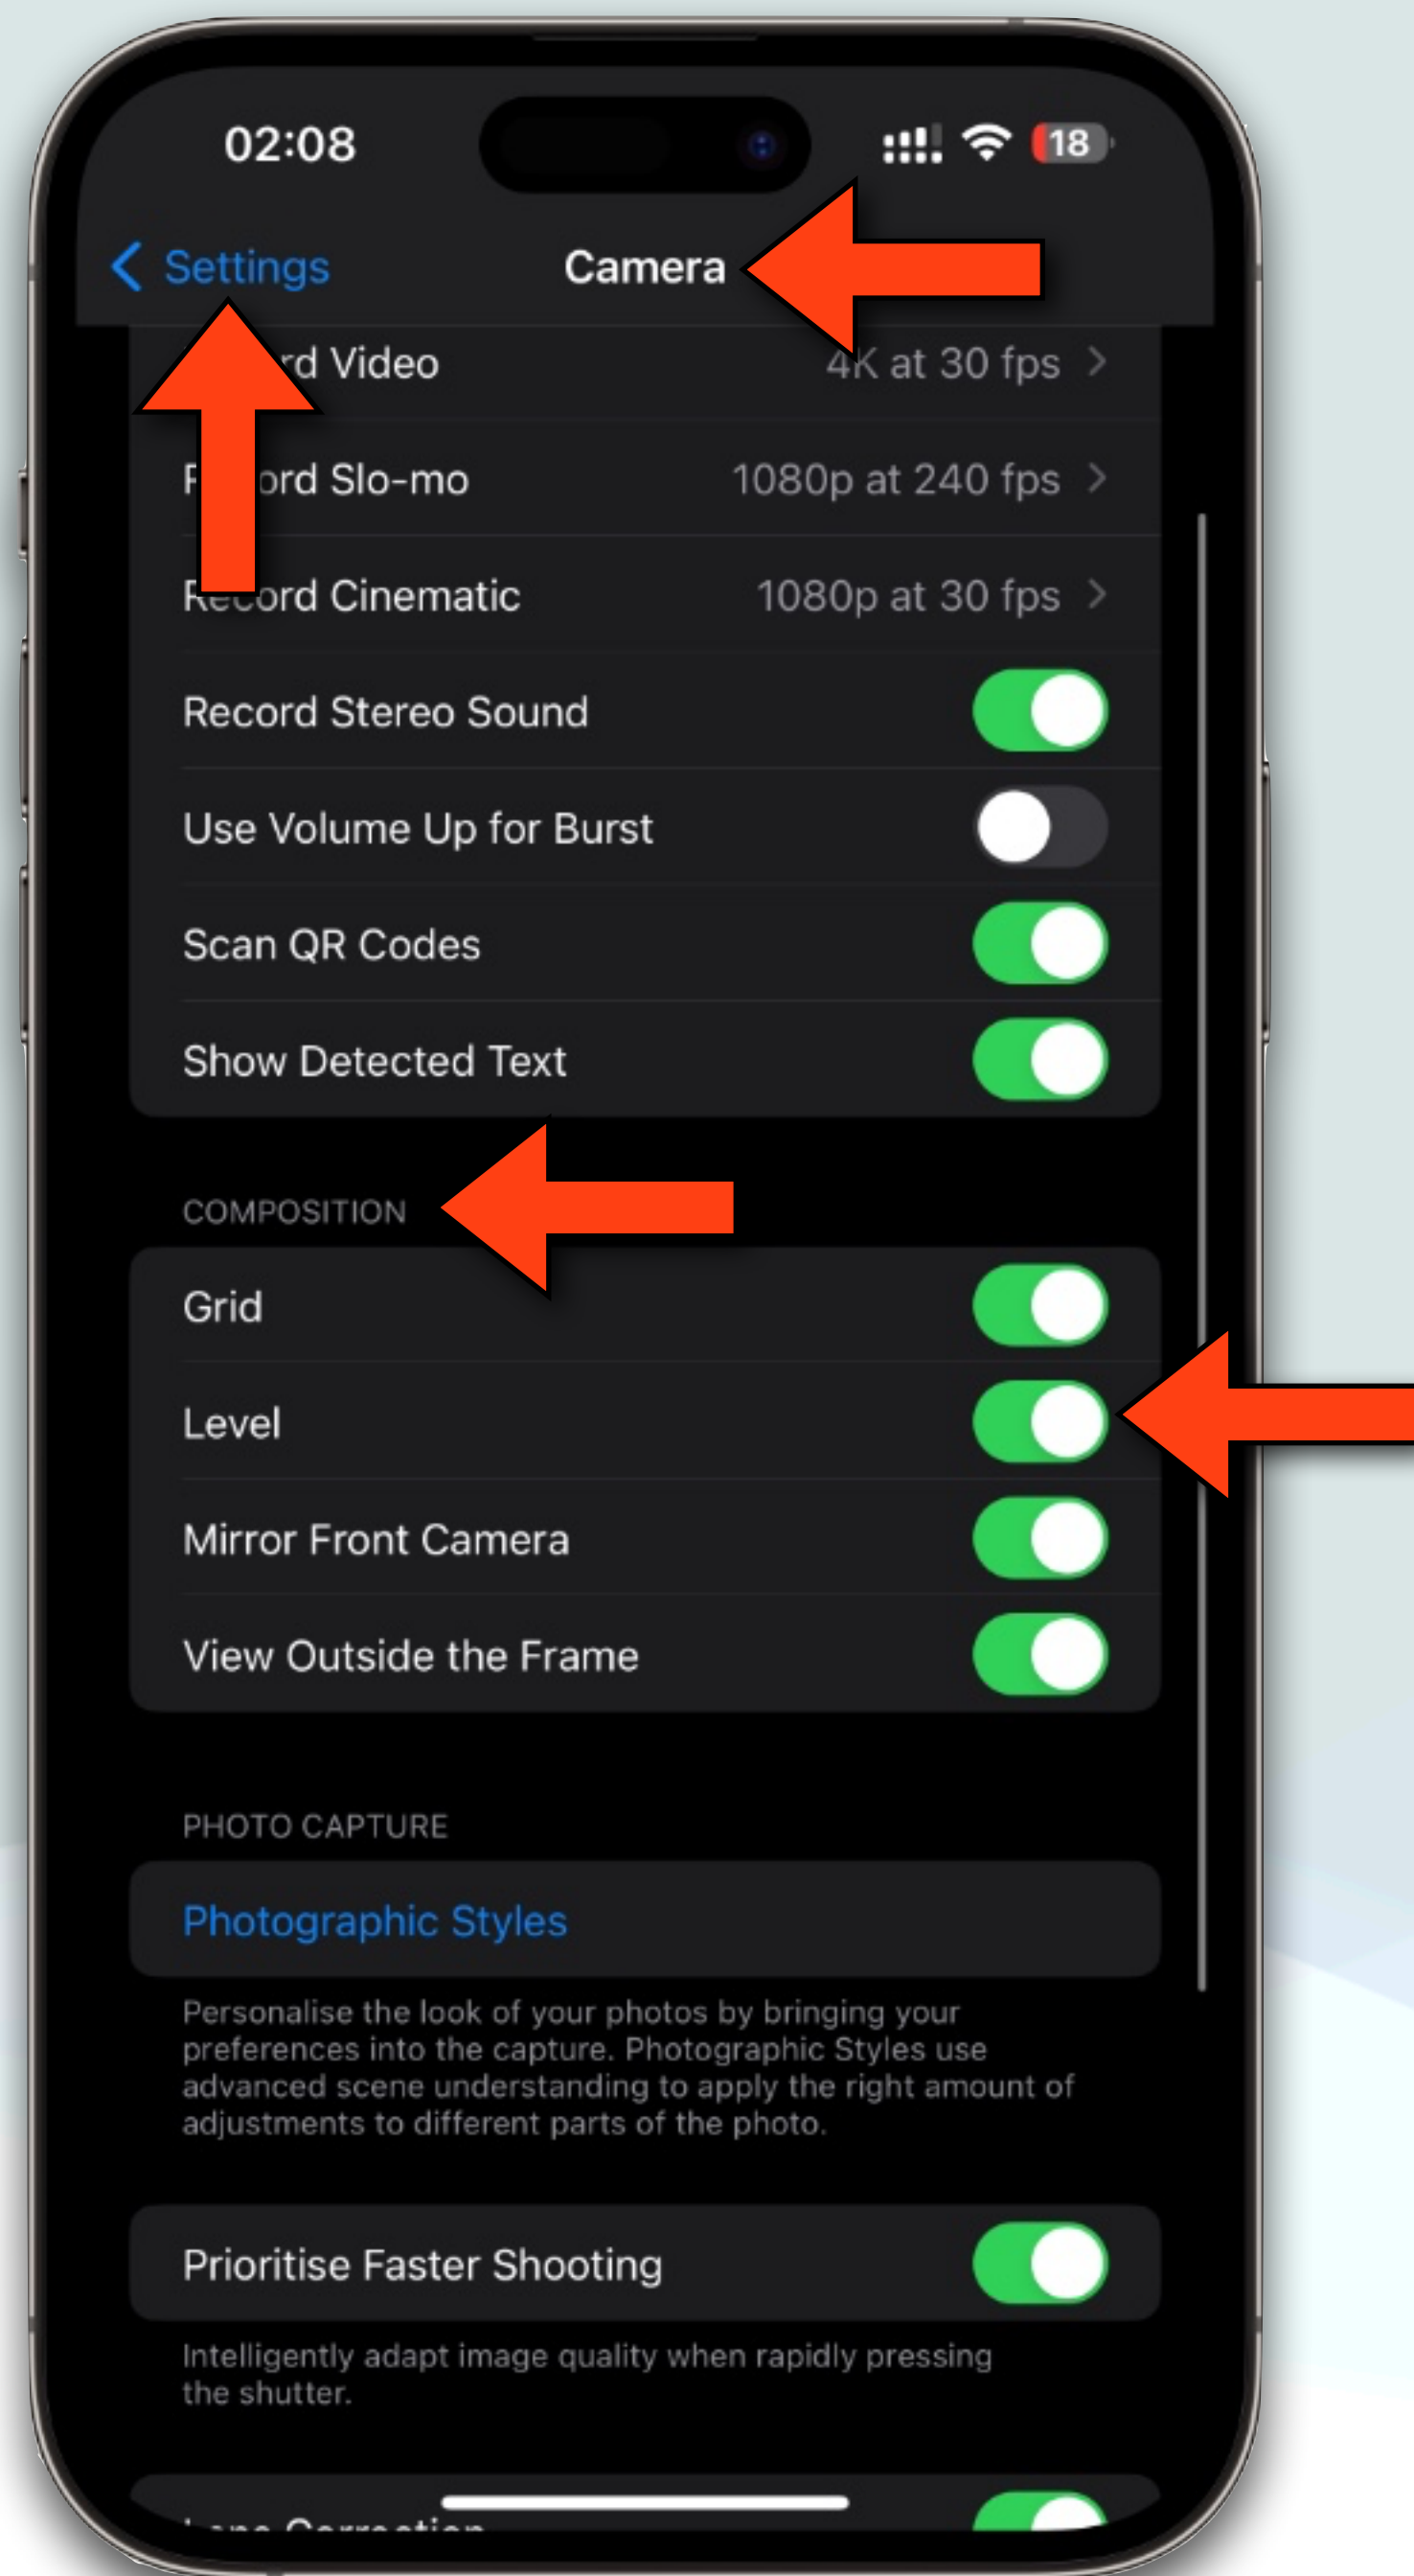 02:08
18
Settings
Camera
Video
4K at 30 fps
Slo-mo
1080p at 240 fps
Record Cinematic
1080p at 30 fps
Record Stereo Sound
Use Volume Up for Burst
Scan QR Codes
Show Detected Text
COMPOSITION
Grid
Level
Mirror Front Camera
View Outside the Frame
PHOTO CAPTURE
Photographic Styles
Personalise the look of your photos by bringing your
preferences into the capture. Photographic Styles use
advanced scene understanding to apply the right amount of
adjustments to different parts of the photo.
Prioritise Faster Shooting
Intelligently adapt image quality when rapidly pressing
the shutter.